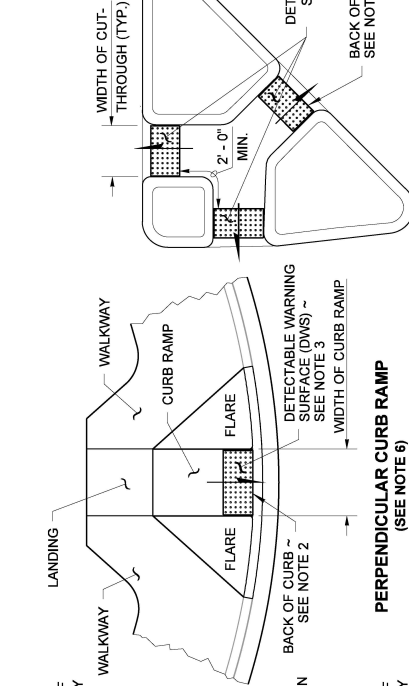 WIDTH OF CUT-
THROUGH (TYP.)
2' - 0"
MIN.
BACK OF
SEE NOT
LANDING
WALKWAY
WALKWAY
CURB RAMP
FLARE
FLARE
DETECTABLE WARNING
SURFACE (DWS) ~
SEE NOTE 3
WIDTH OF CURB RAMP
BACK OF CURB ~
SEE NOTE 2
PERPENDICULAR CURB RAMP
(SEE NOTE 6)